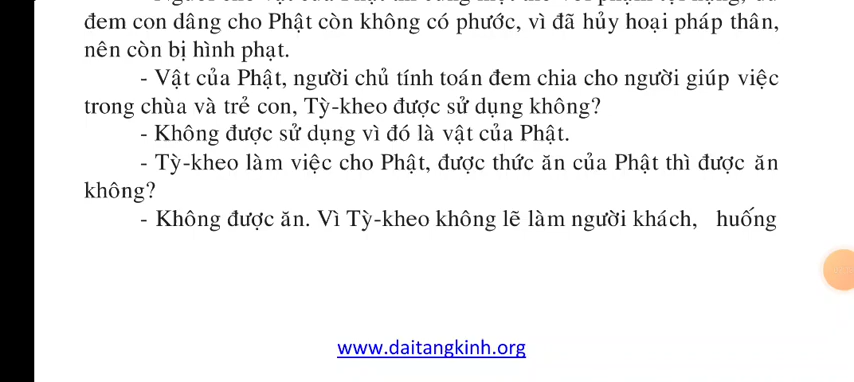 đem con dâng cho Phật còn không có phước, vì đã hủy hoại pháp thân,
nên còn bị hình phạt.
- Vật của Phật, người chủ tính toán đem chia cho người giúp việc
trong chùa và trẻ con, Tỳ-kheo được sử dụng không?
- Không được sử dụng vì đó là vật của Phật.
- Tỳ-kheo làm việc cho Phật, được thức ăn của Phật thì được ăn
không?
- Không được ăn. Vì Tỳ-kheo không lẽ làm người khách, huống
www.daitangkinh.org